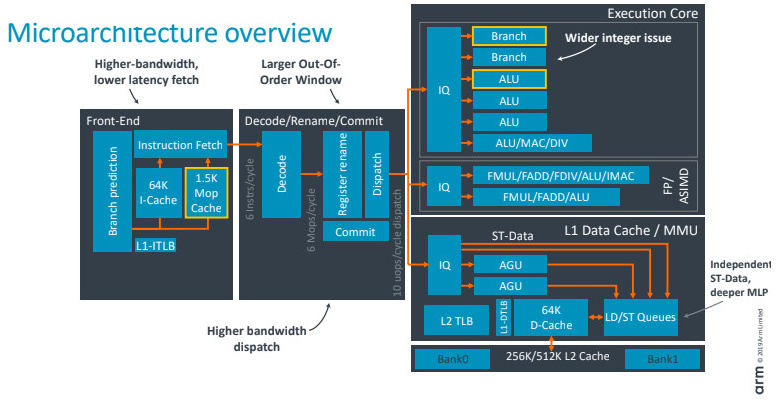 Microarchitecture overview
Higher-bandwidth,
lower latency fetch
Larger Out-Of-
Order Window
Front-End
Branch prediction
Instruction Fetch
64K
I-Cache
1.5K
Mop
Cache
L1-ITLB
Decode/Rename/Commit
6 instrs/cycle
Decode
6 Mops/cycle
Register rename
Dispatch
Commit
10 uops/cycle dispatch
Higher bandwidth
dispatch
Execution Core
IQ
Branch
Branch
ALU
ALU
ALU
ALU/MAC/DIV
Wider integer issue
IQ
FMUL/FADD/FDIV/ALU/IMAC
FMUL/FADD/ALU
FP/
ASIMD
L1 Data Cache / MMU
ST-Data
IQ
AGU
AGU
L2 TLB
L1-DTLB
64K
D-Cache
LD/ST Queues
Independent
ST-Data,
deeper MLP
Bank0
256K/512K L2 Cache
Bank1
© 2019 Arm Limited
arm